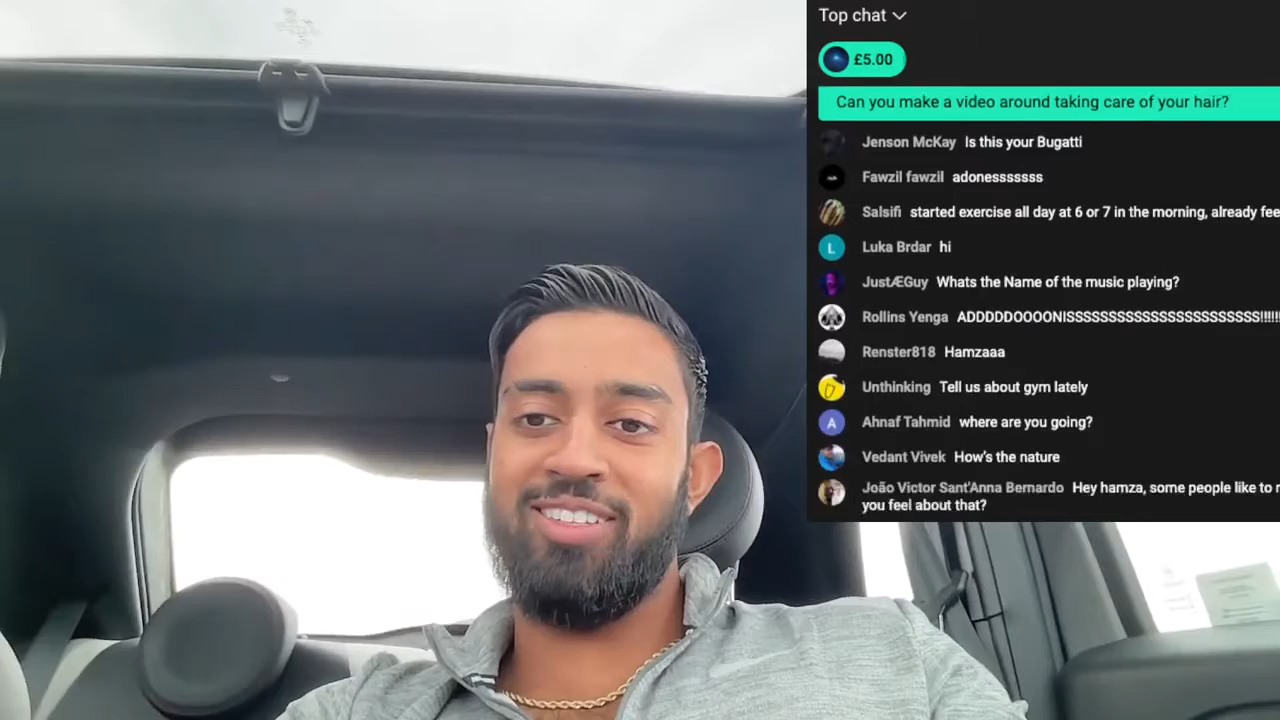 Top chat
£5.00
Can you make a video around taking care of your hair?
Jenson McKay Is this your Bugatti
Fawzil fawzil adonesssssss
Salsifi started exercise all day at 6 or 7 in the morning, already fee
L Luka Brdar hi
JustÆGuy Whats the Name of the music playing?
Rollins Yenga ADDDDDOOOONISSSSSSSSSSSSSSSSSSSSSSSS!!!!!!
Renster818 Hamzaaa
Unthinking Tell us about gym lately
A Ahnaf Tahmid where are you going?
Vedant Vivek How's the nature
João Victor Sant'Anna Bernardo Hey hamza, some people like to
you feel about that?